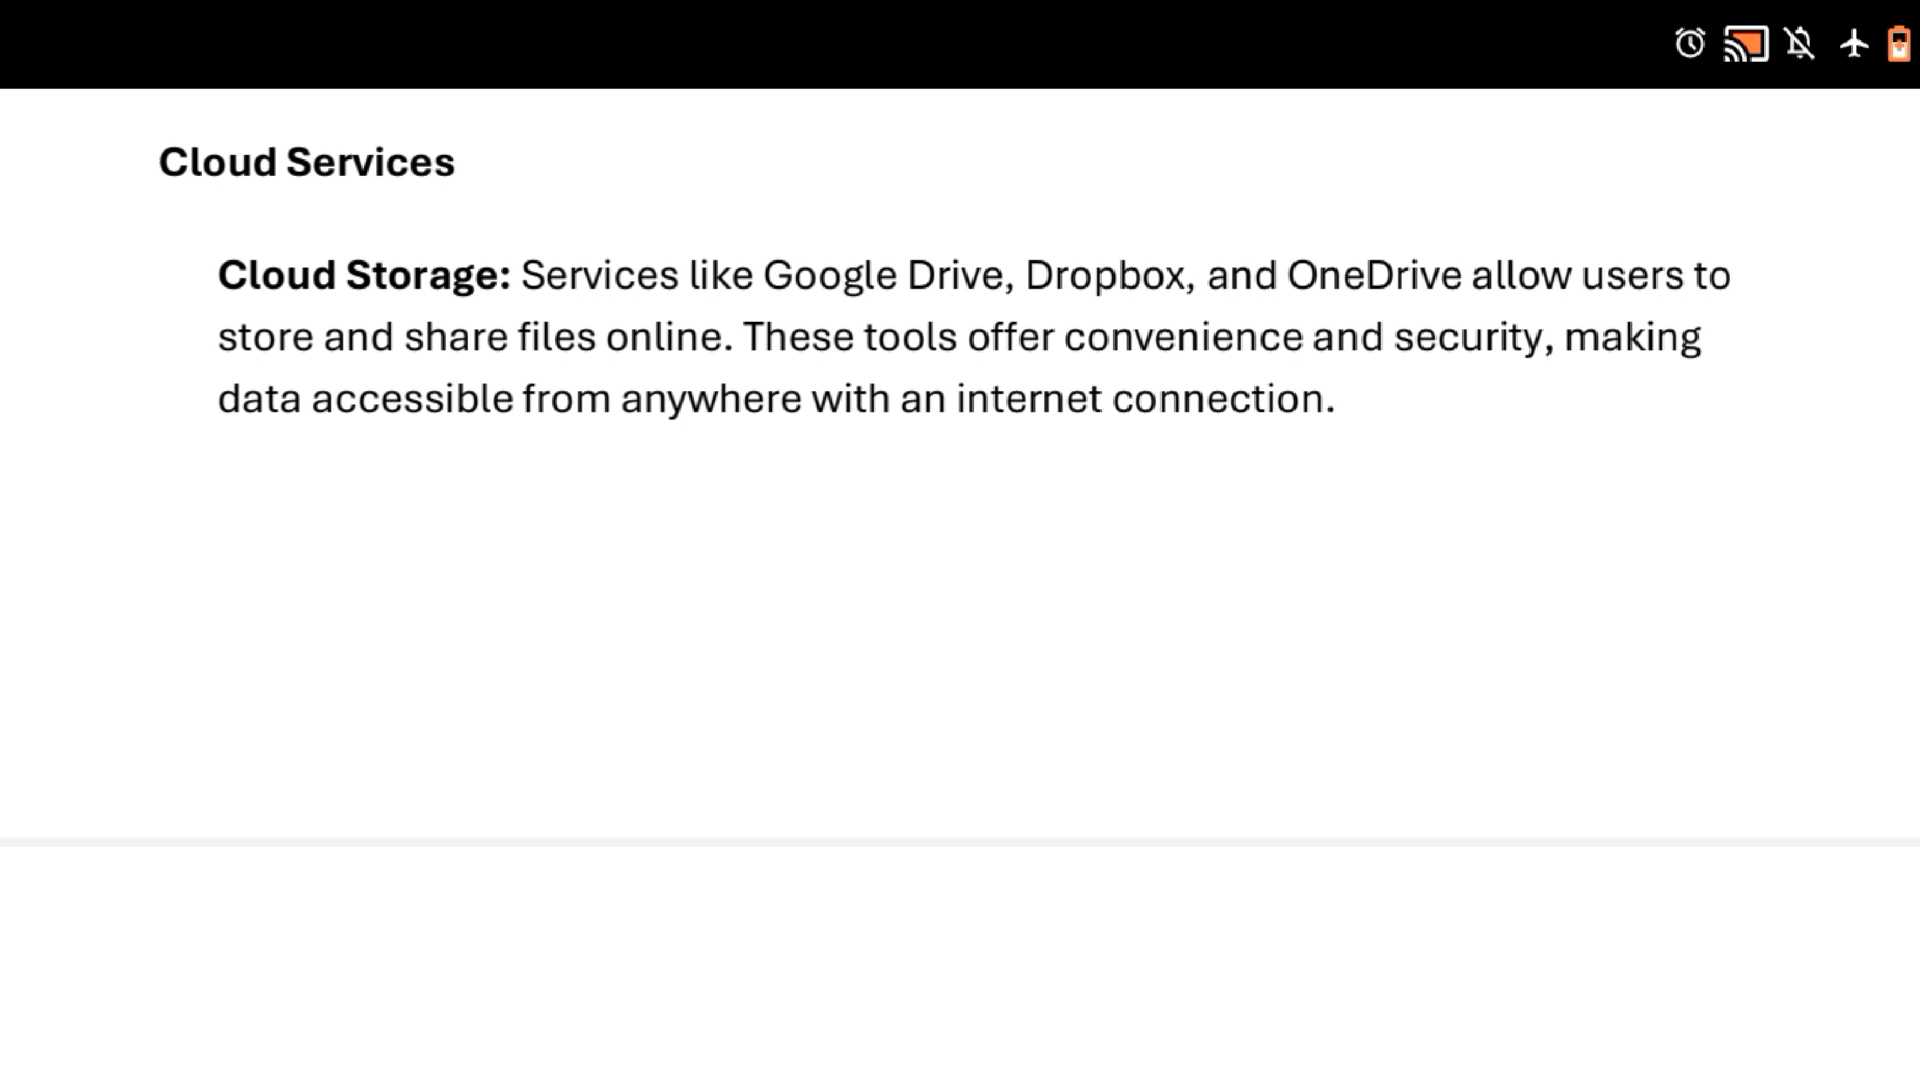 Cloud Services
Cloud Storage: Services like Google Drive, Dropbox, and OneDrive allow users to
store and share files online. These tools offer convenience and security, making
data accessible from anywhere with an internet connection.